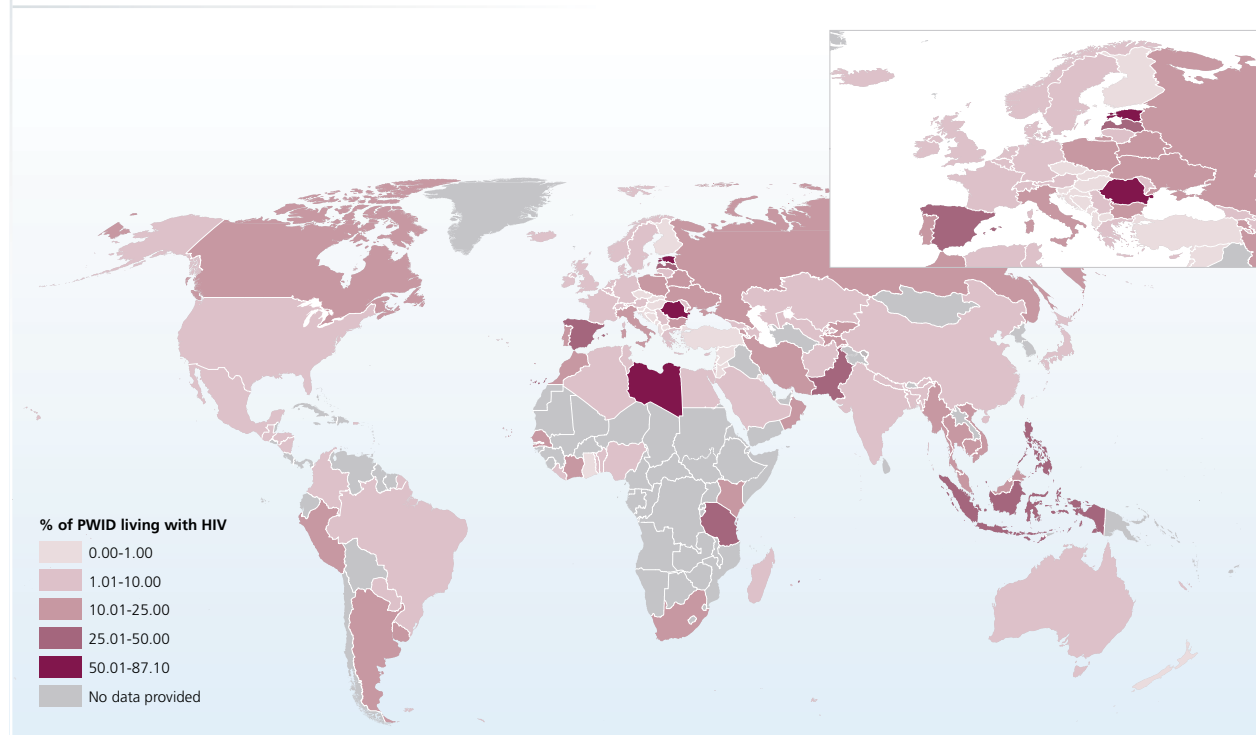 % of PWID living with HIV
0.00-1.00
1.01-10.00
10.01-25.00
25.01-50.00
50.01-87.10
No data provided